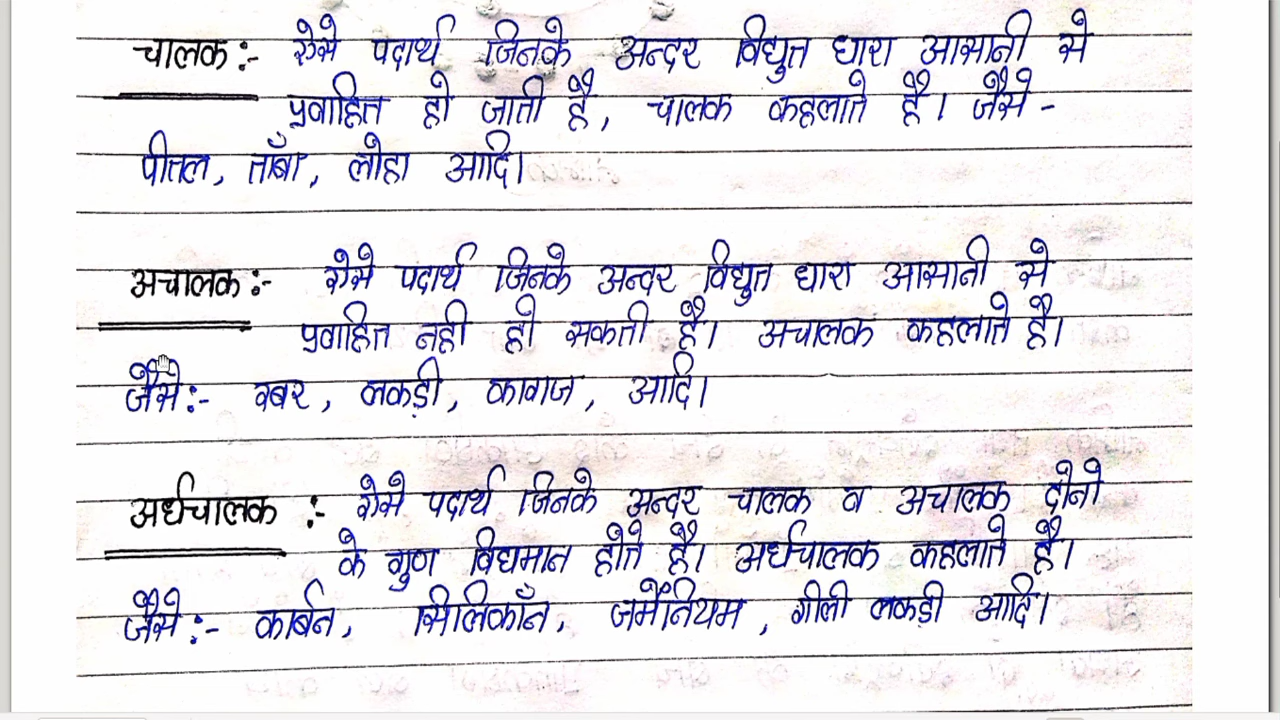 चालक :- ऐसे पदार्थ जिनके अन्दर विद्युत धारा आसानी से
प्रवाहित हो जाती है, चालक कहलाते है। जैसे -
पीतल, ताँबा, लोहा आदि।
अचालक :- ऐसे पदार्थ जिनके अन्दर विद्युत धारा आसानी से
प्रवाहित नही हो सकती है। अचालक कहलाते है।
जैसे :- रबर, लकड़ी, कागज, आदि।
अर्धचालक :- ऐसे पदार्थ जिनके अन्दर चालक व अचालक दोनो
के गुण विद्यमान होते है। अर्धचालक कहलाते है।
जैसे :- कार्बन, सिलिकॉन, जर्मेनियम, गीली लकड़ी आदि।